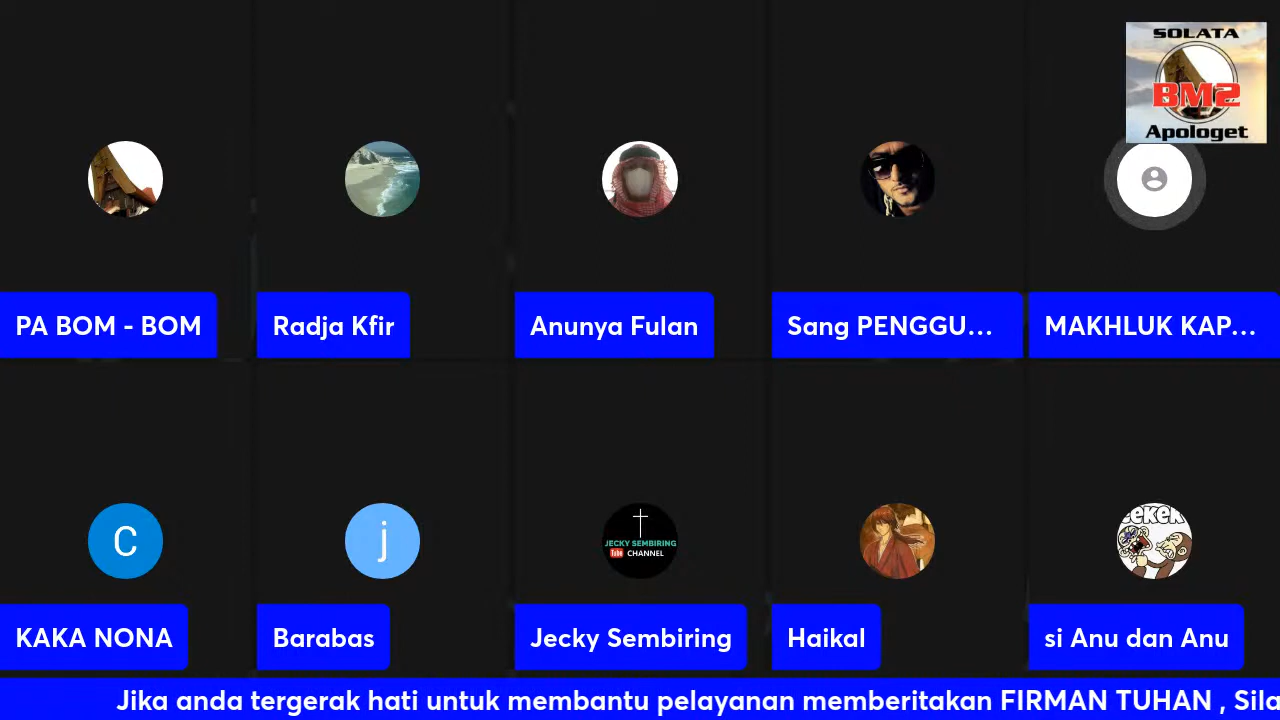 SOLATA
BM2
Apologet
PA BOM - BOM
Radja Kfir
Anunya Fulan
Sang PENGGU...
MAKHLUK KAP...
C
j
JECKY SEMBIRING
Tube CHANNEL
EKEK
KAKA NONA
Barabas
Jecky Sembiring
Haikal
si Anu dan Anu
Jika anda tergerak hati untuk membantu pelayanan memberitakan FIRMAN TUHAN , Sila